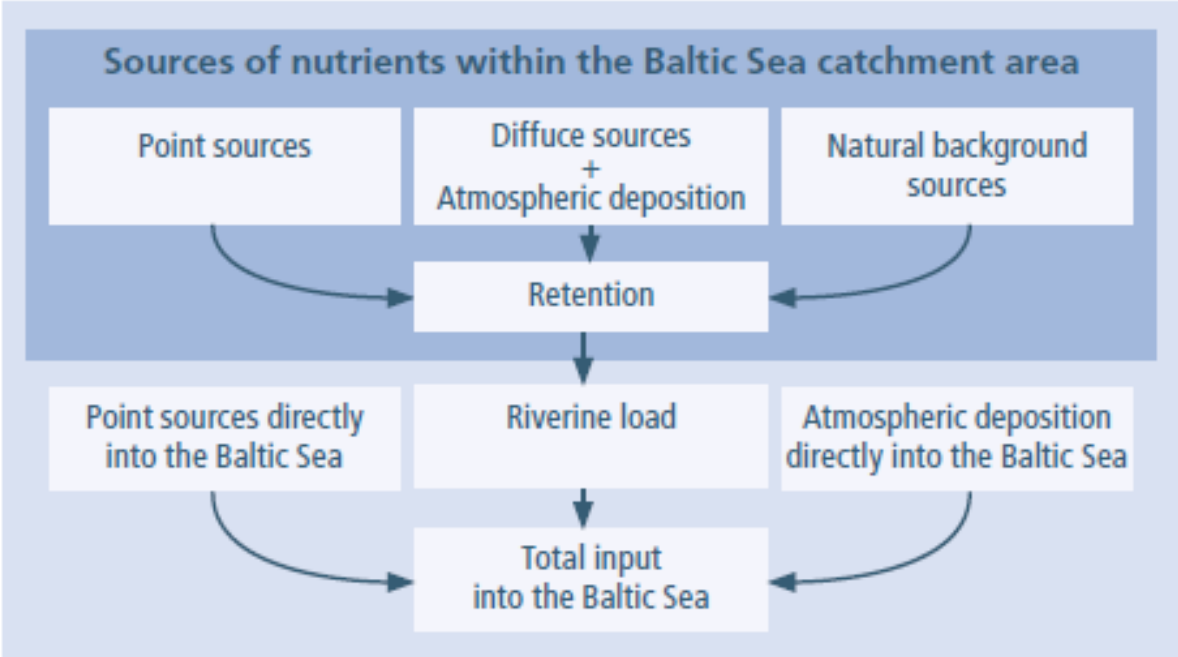 Sources of nutrients within the Baltic Sea catchment area
Point sources
Diffuce sources
+
Atmospheric deposition
Natural background
sources
Retention
Point sources directly
into the Baltic Sea
Riverine load
Atmospheric deposition
directly into the Baltic Sea
Total input
into the Baltic Sea